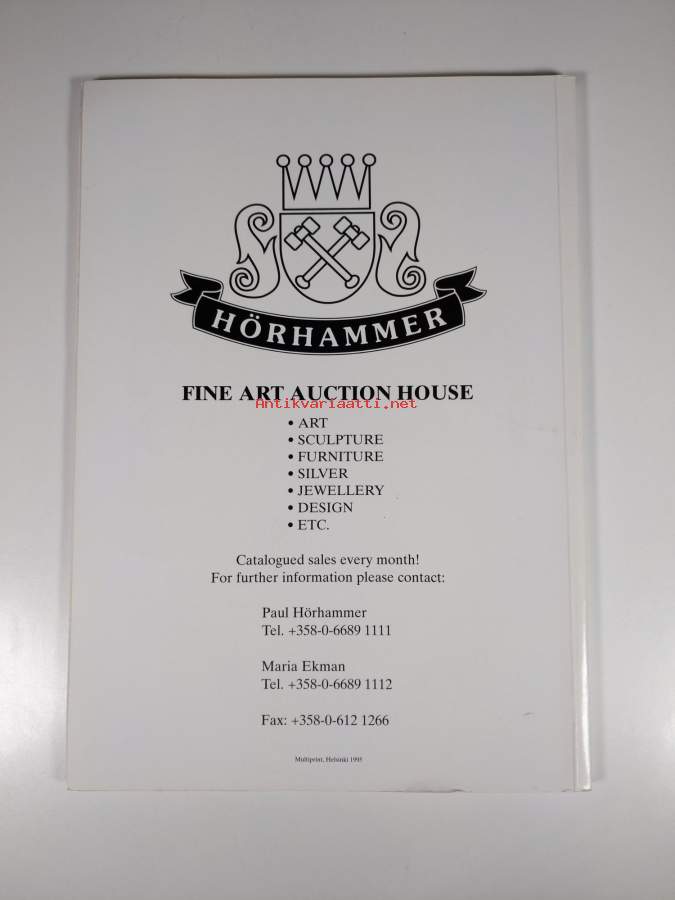 HÖRHAMMER
FINE ART AUCTION HOUSE
Antikvariaatti.net
• ART
• SCULPTURE
• FURNITURE
• SILVER
• JEWELLERY
• DESIGN
• ETC.
Catalogued sales every month!
For further information please contact:
Paul Hörhammer
Tel. +358-0-6689 1111
Maria Ekman
Tel. +358-0-6689 1112
Fax: +358-0-612 1266
Multiprint, Helsinki 1995